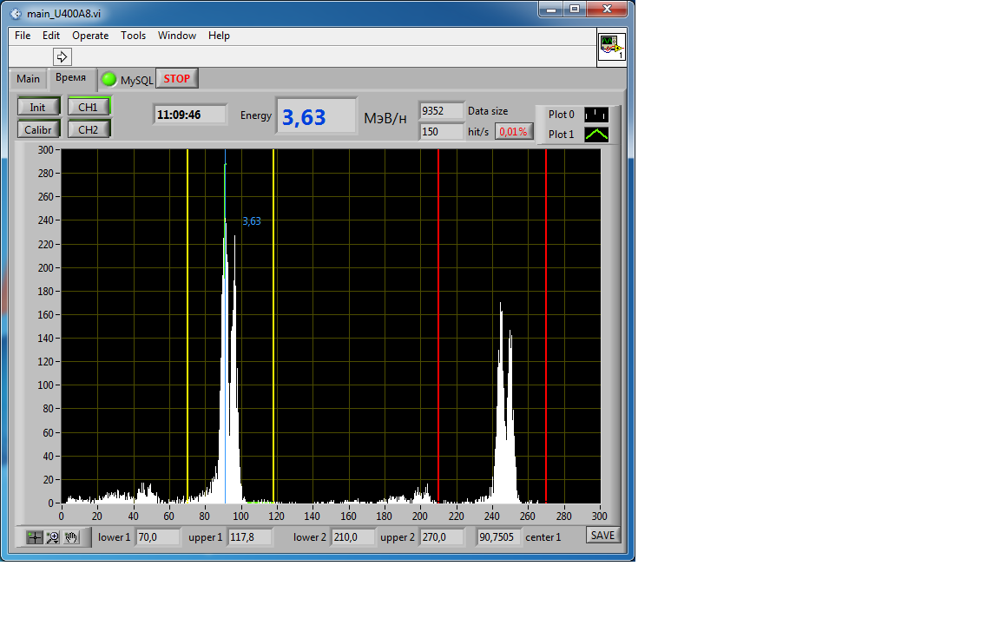 main_U400A8.vi
File Edit Operate Tools Window Help
1
Main Время MySQL STOP
Init CH1 11:09:46 Energy 3,63 МэВ/н 9352 Data size Plot 0
Calibr CH2 150 hit/s 0,01% Plot 1
300
280
260
240
220
200
180
160
140
120
100
80
60
40
20
0
3,63
0 20 40 60 80 100 120 140 160 180 200 220 240 260 280 300
lower 1 70,0 upper 1 117,8 lower 2 210,0 upper 2 270,0 90,7505 center 1 SAVE